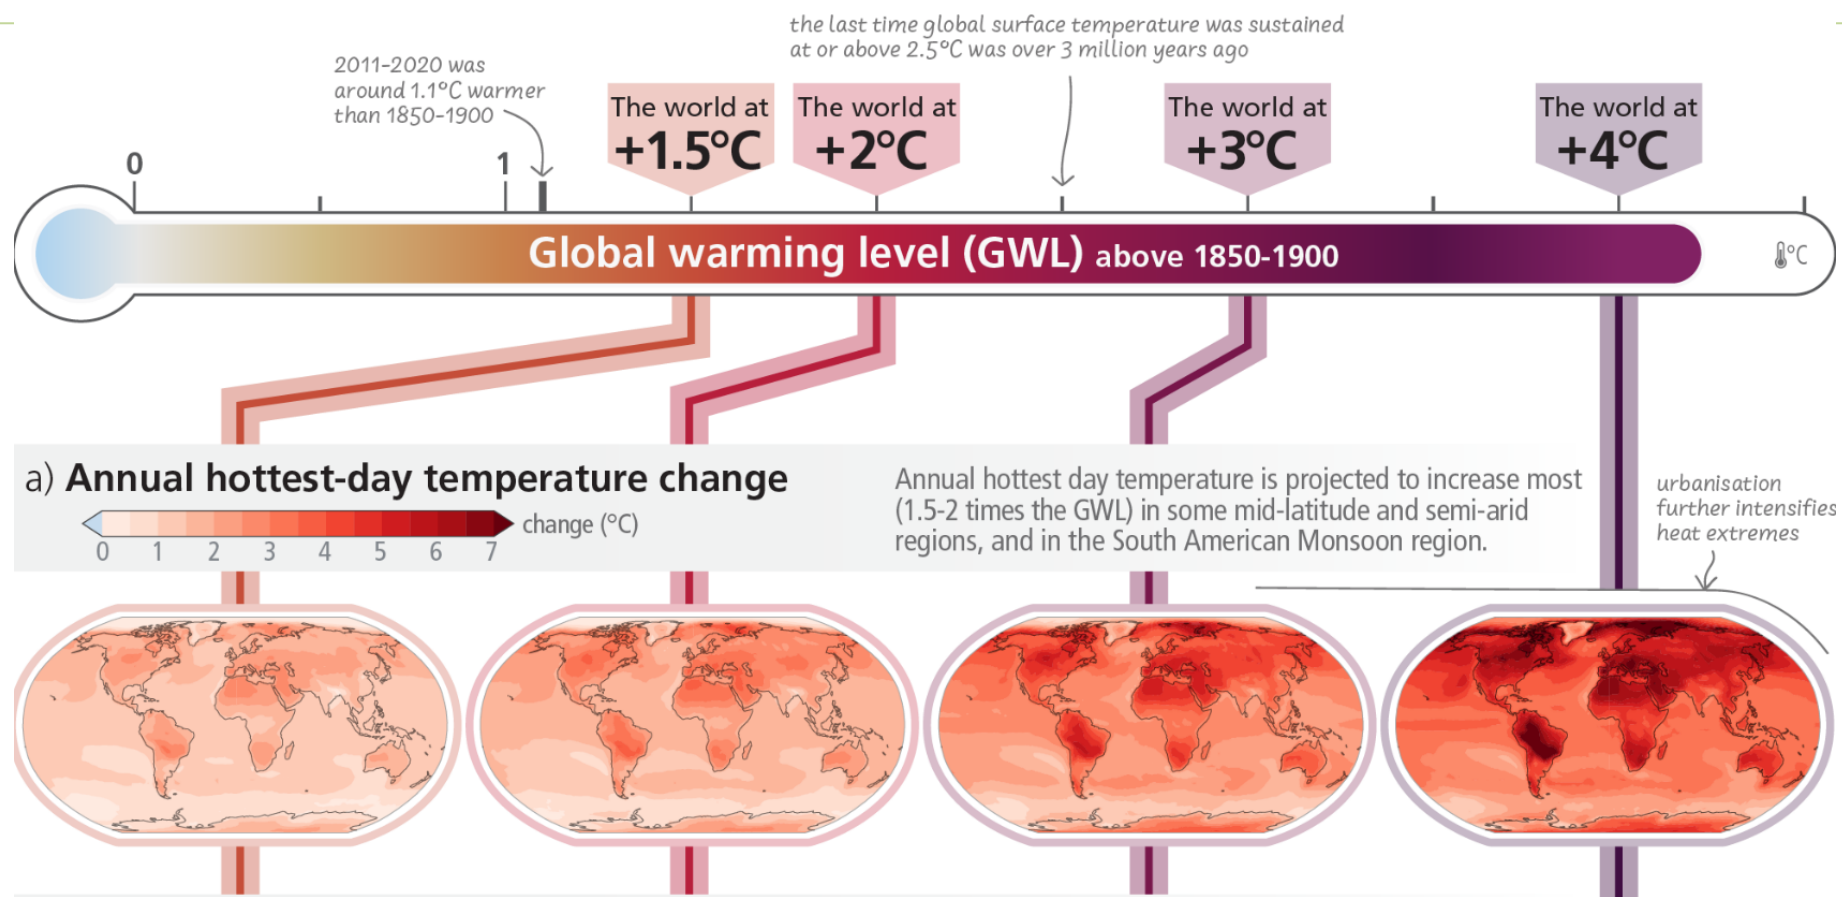 the last time global surface temperature was sustained
at or above 2.5°C was over 3 million years ago
2011-2020 was
around 1.1°C warmer
than 1850-1900
The world at
+1.5°C
The world at
+2°C
The world at
+3°C
The world at
+4°C
0
1
Global warming level (GWL) above 1850-1900
°C
a) Annual hottest-day temperature change
change (°C)
0 1 2 3 4 5 6 7
Annual hottest day temperature is projected to increase most
(1.5-2 times the GWL) in some mid-latitude and semi-arid
regions, and in the South American Monsoon region.
urbanisation
further intensifies
heat extremes